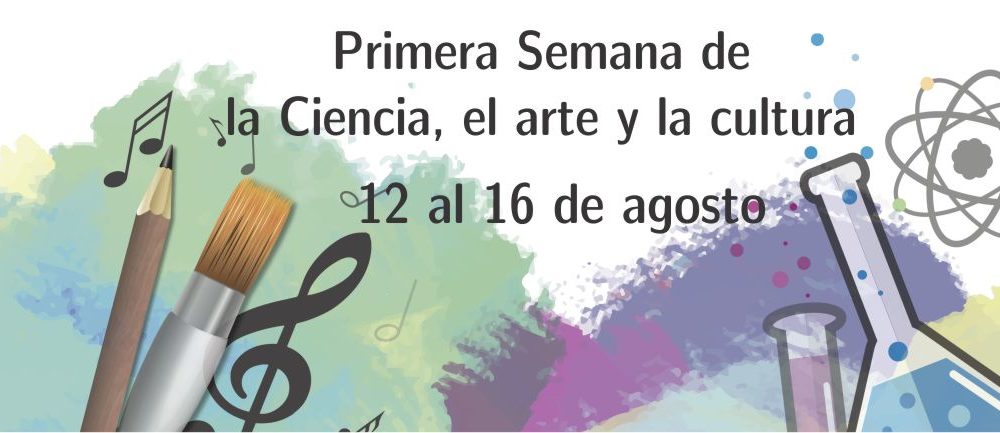 Primera Semana de
la Ciencia, el arte y la cultura
12 al 16 de agosto